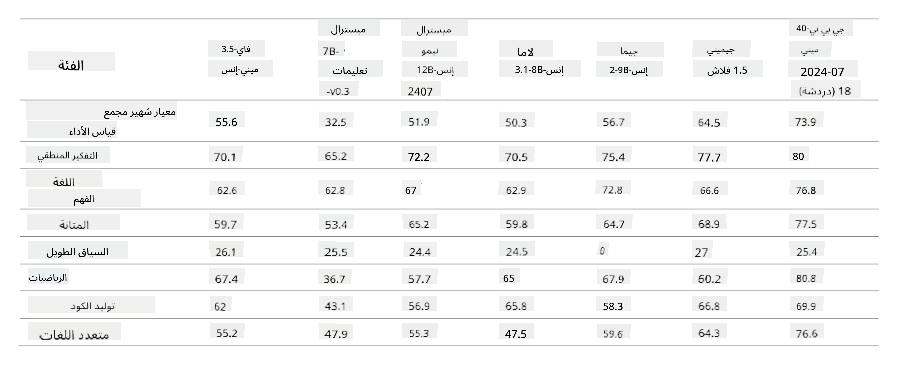 الفئة	فاي-3.5 ميني-إنس	ميسترال 7B- تعليمات -v0.3	ميسترال نيمو 12B-إنس 2407	لاما 3.1-8B-إنس	جيما 2-9B-إنس	جيميني 1.5 فلاش	جي بي تي-40 ميني 2024-07 18 (دردشة)
معيار شهير مجمع قياس الأداء	55.6	32.5	51.9	50.3	56.7	64.5	73.9
التفكير المنطقي	70.1	65.2	72.2	70.5	75.4	77.7	80
اللغة الفهم	62.6	62.8	67	62.9	72.8	66.6	76.8
المتانة	59.7	53.4	65.2	59.8	64.7	68.9	77.5
السياق الطويل	26.1	25.5	24.4	24.5	0	27	25.4
الرياضيات	67.4	36.7	57.7	65	67.9	60.2	80.8
توليد الكود	62	43.1	56.9	65.8	58.3	66.8	69.9
متعدد اللغات	55.2	47.9	55.3	47.5	59.6	64.3	76.6